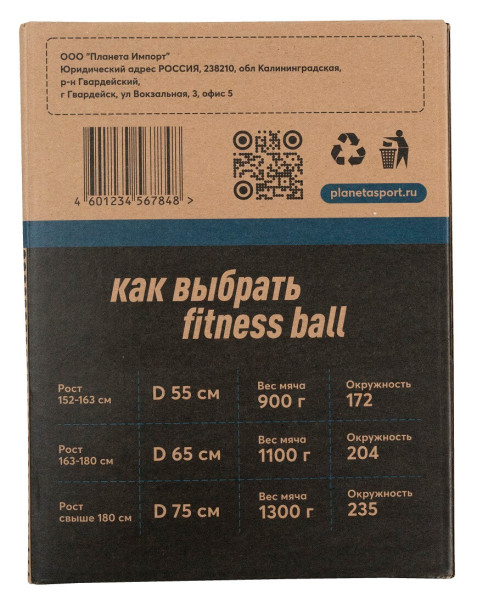 ООО "Планета Импорт"
Юридический адрес РОССИЯ, 238210, обл Калининградская,
р-н Гвардейский,
г Гвардейск, ул Вокзальная, 3, офис 5
4 601234 567848 >
planetasport.ru
как выбрать
fitness ball
Рост
152-163 см
D 55 см
Вес мяча
900 г
Окружность
172
Рост
163-180 см
D 65 см
Вес мяча
1100 г
Окружность
204
Рост
свыше 180 см
D 75 см
Вес мяча
1300 г
Окружность
235